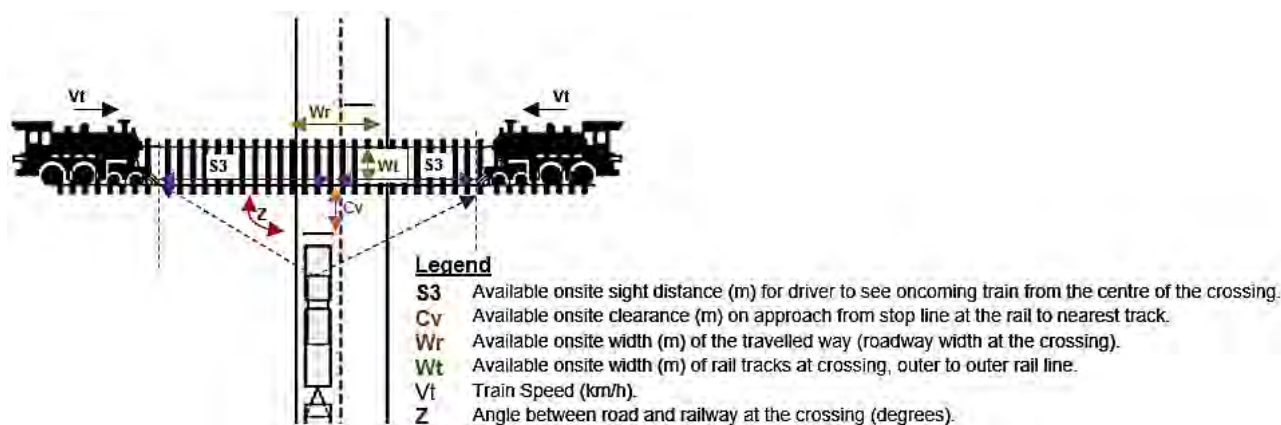 Vt
Vt
Wr
S3
Wt
S3
Z
Cv
Legend
S3 Available onsite sight distance (m) for driver to see oncoming train from the centre of the crossing.
Cv Available onsite clearance (m) on approach from stop line at the rail to nearest track.
Wr Available onsite width (m) of the travelled way (roadway width at the crossing).
Wt Available onsite width (m) of rail tracks at crossing, outer to outer rail line.
Vt Train Speed (km/h).
Z Angle between road and railway at the crossing (degrees).